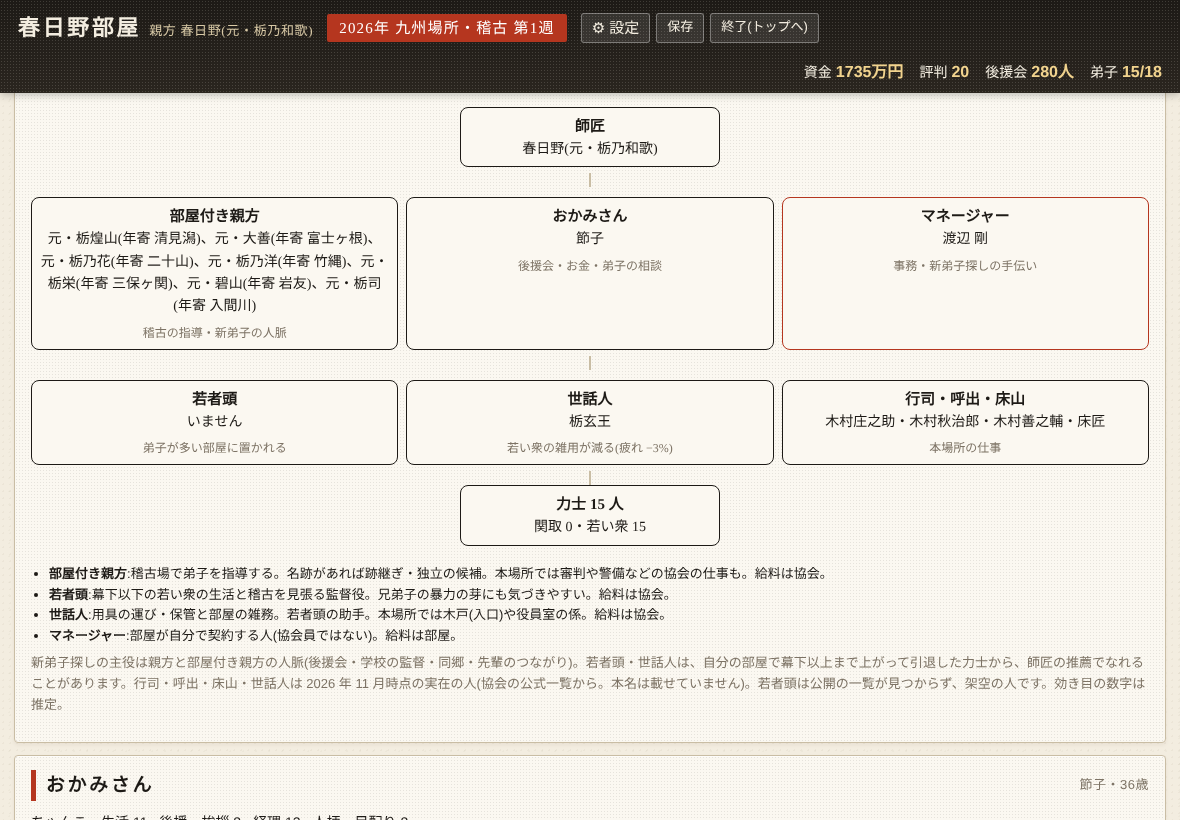 春日野部屋 親方 春日野(元・栃乃和歌) 2026年 九州場所・稽古 第1週 ⚙ 設定 保存 終了(トップへ)
資金 1735万円 評判 20 後援会 280人 弟子 15/18
師匠
春日野(元・栃乃和歌)
部屋付き親方
元・栃煌山(年寄 清見潟)、元・大善(年寄 富士ヶ根)、
元・栃乃花(年寄 二十山)、元・栃乃洋(年寄 竹縄)、元・
栃栄(年寄 三保ヶ関)、元・碧山(年寄 岩友)、元・栃司
(年寄 入間川)
稽古の指導・新弟子の人脈
おかみさん
節子
後援会・お金・弟子の相談
マネージャー
渡辺 剛
事務・新弟子探しの手伝い
若者頭
いません
弟子が多い部屋に置かれる
世話人
栃玄王
若い衆の雑用が減る(疲れ −3%)
行司・呼出・床山
木村庄之助・木村秋治郎・木村善之輔・床匠
本場所の仕事
力士 15 人
関取 0・若い衆 15
• 部屋付き親方:稽古場で弟子を指導する。名跡があれば跡継ぎ・独立の候補。本場所では審判や警備などの協会の仕事も。給料は協会。
• 若者頭:幕下以下の若い衆の生活と稽古を見張る監督役。兄弟子の暴力の芽にも気づきやすい。給料は協会。
• 世話人:用具の運び・保管と部屋の雑務。若者頭の助手。本場所では木戸(入口)や役員室の係。給料は協会。
• マネージャー:部屋が自分で契約する人(協会員ではない)。給料は部屋。
新弟子探しの主役は親方と部屋付き親方の人脈(後援会・学校の監督・同郷・先輩のつながり)。若者頭・世話人は、自分の部屋で幕下以上まで上がって引退した力士から、師匠の推薦でなれる
ことがあります。行司・呼出・床山・世話人は 2026 年 11 月時点の実在の人(協会の公式一覧から。本名は載せていません)。若者頭は公開の一覧が見つからず、架空の人です。効き目の数字は
推定。
おかみさん 節子・36歳